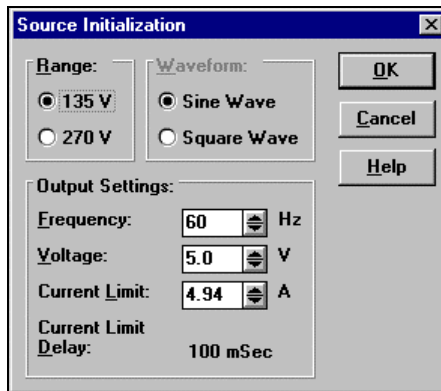 Source Initialization
Range:
135 V
270 V
Waveform:
Sine Wave
Square Wave
OK
Cancel
Help
Output Settings:
Frequency: 60 Hz
Voltage: 5.0 V
Current Limit: 4.94 A
Current Limit
Delay: 100 mSec